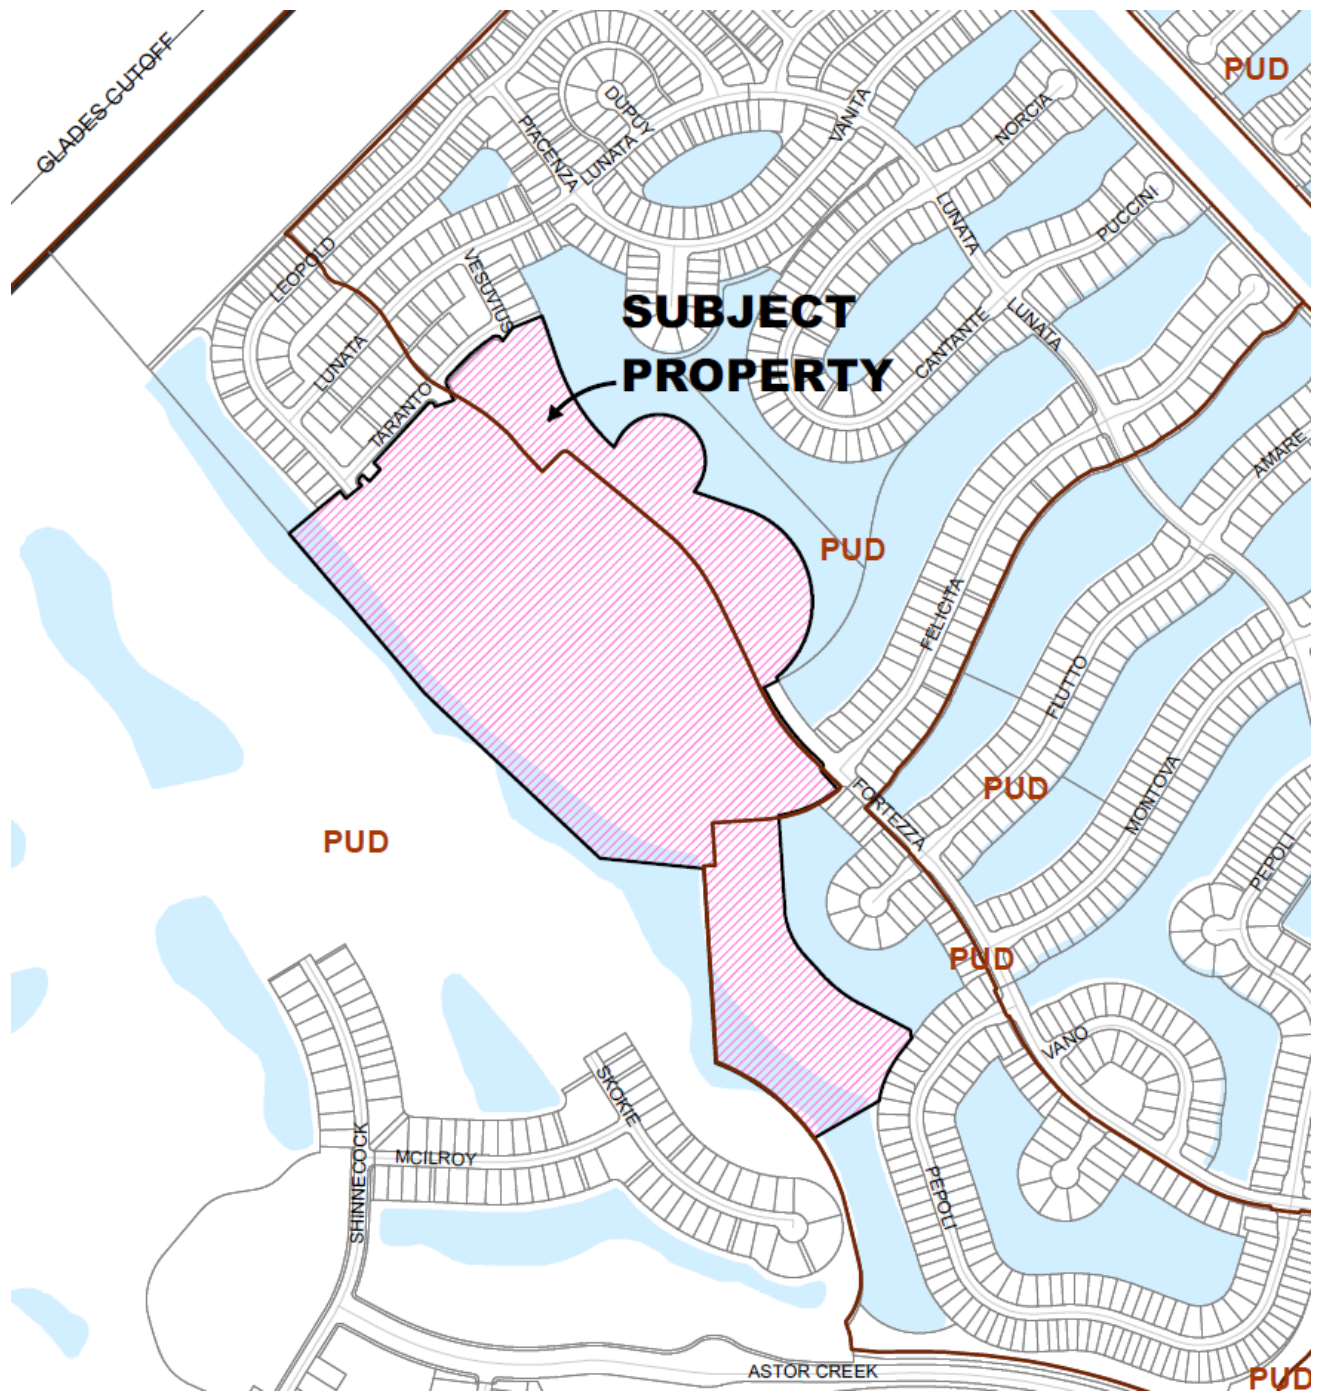 GLADES CUTOFF
PUD
DUPUY
PIACENZA
LUNATA
VANITA
NORCIA
LUNATA
PUCCINI
LEOPOLD
VESUVIUS
SUBJECT
PROPERTY
CANTANTE
LUNATA
LUNATA
TARANTO
AMARE
PUD
FELICITA
FLUTTO
PUD
MONTOVA
FORTEZZA
PUD
PEPOLI
PUD
VANO
SKOKIE
SHINNECOCK
MCILROY
PEPOLI
ASTOR CREEK
PUD